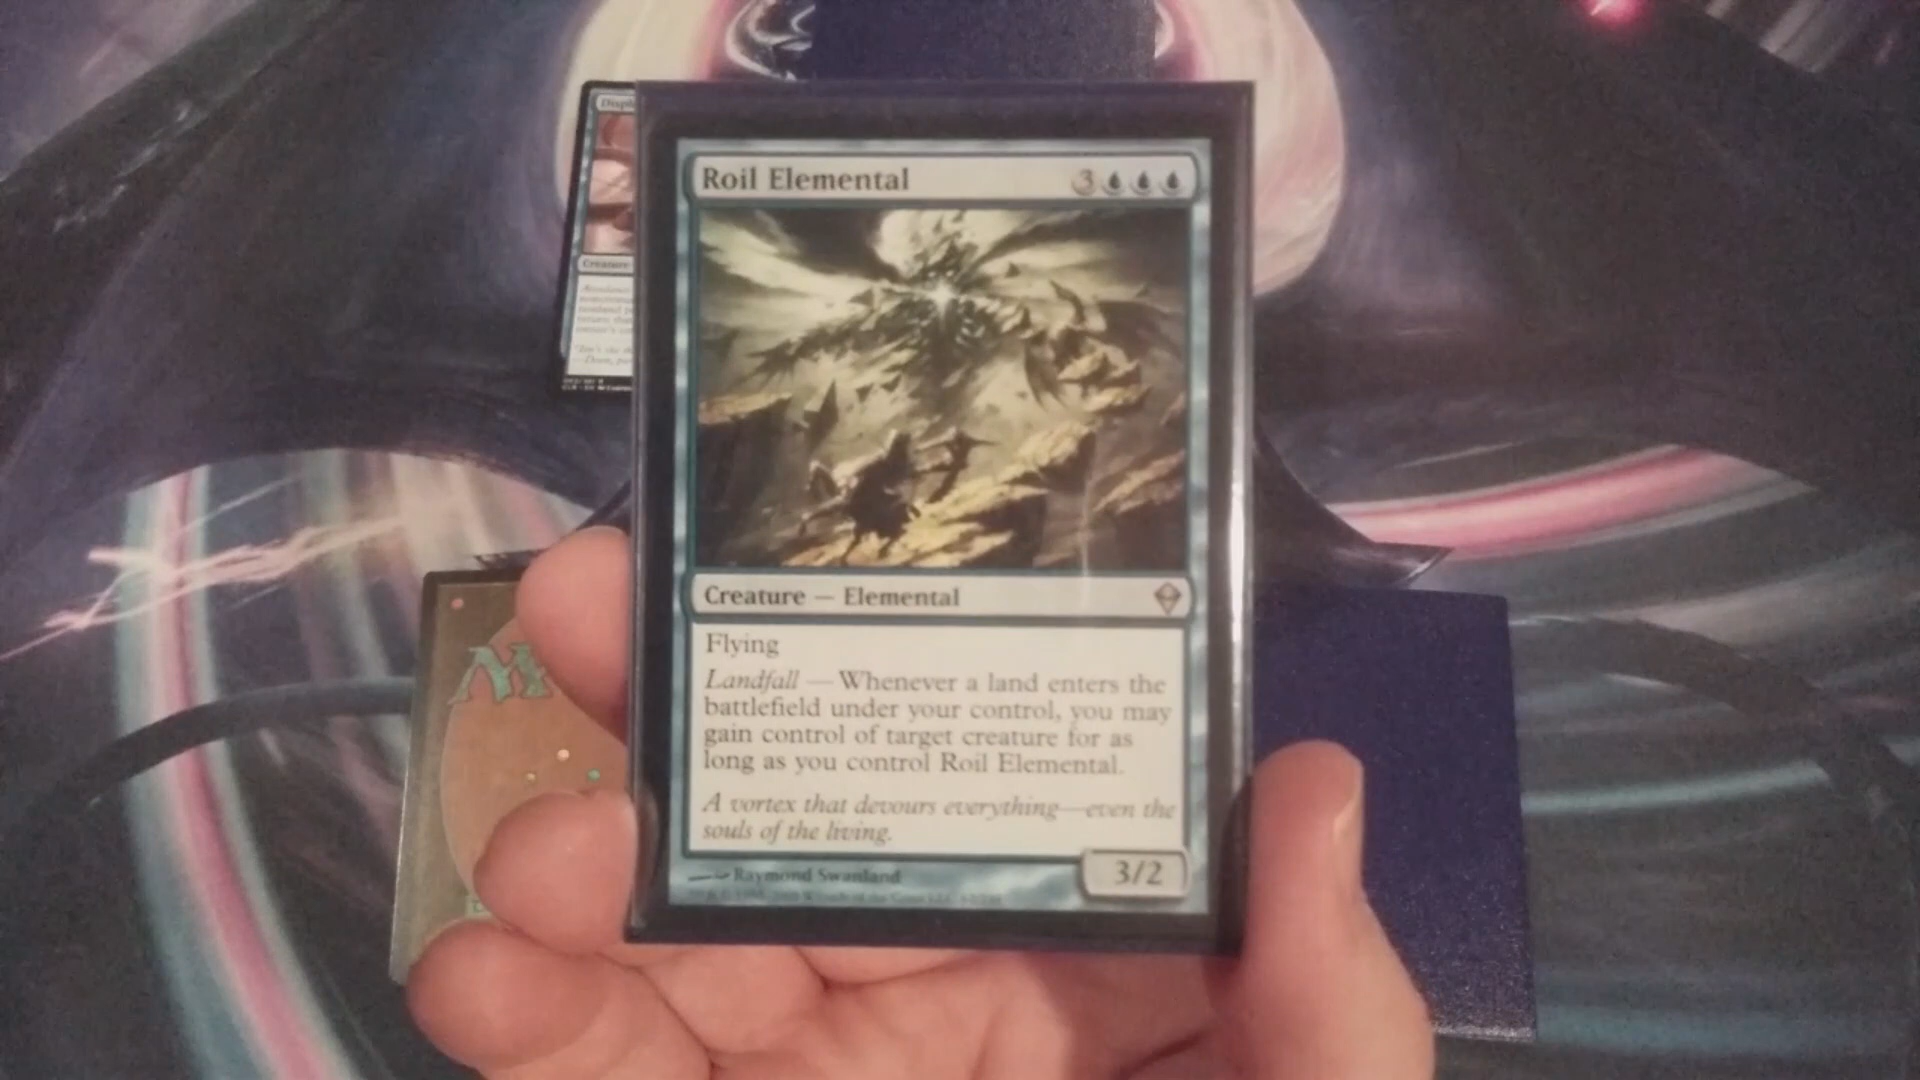 Roil Elemental 3
Creature — Elemental
Flying
Landfall — Whenever a land enters the
battlefield under your control, you may
gain control of target creature for as
long as you control Roil Elemental.
A vortex that devours everything—even the
souls of the living.
3/2
Raymond Swanland
Creature